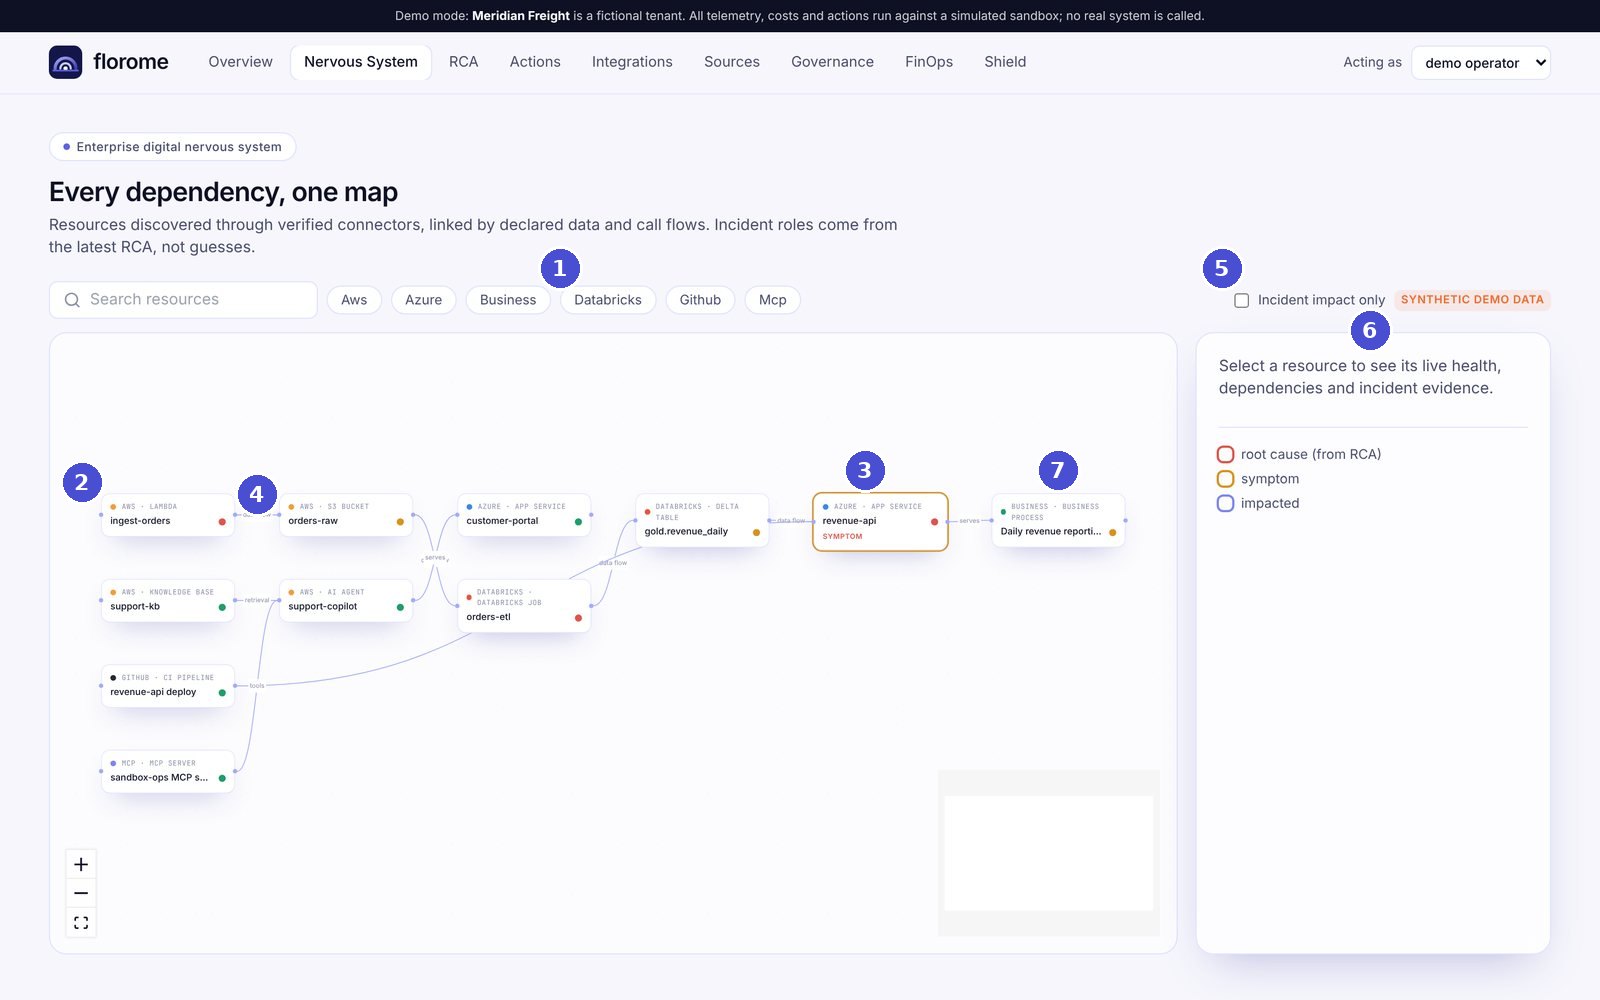 Demo mode: Meridian Freight is a fictional tenant. All telemetry, costs and actions run against a simulated sandbox; no real system is called.
florome
Overview
Nervous System
RCA
Actions
Integrations
Sources
Governance
FinOps
Shield
Acting as
demo operator
Enterprise digital nervous system
Every dependency, one map
Resources discovered through verified connectors, linked by declared data and call flows. Incident roles come from
the latest RCA, not guesses.
1
5
Search resources
Aws
Azure
Business
Databricks
Github
Mcp
Incident impact only
SYNTHETIC DEMO DATA
6
Select a resource to see its live health,
dependencies and incident evidence.
root cause (from RCA)
symptom
impacted
2
4
3
7
AWS · LAMBDA
ingest-orders
AWS · S3 BUCKET
orders-raw
AZURE · APP SERVICE
customer-portal
DATABRICKS · DELTA
TABLE
gold.revenue_daily
data flow
AZURE · APP SERVICE
revenue-api
SYMPTOM
serves
BUSINESS · BUSINESS
PROCESS
Daily revenue reporti...
serves
data flow
AWS · KNOWLEDGE BASE
support-kb
retrieval
AWS · AI AGENT
support-copilot
DATABRICKS ·
DATABRICKS JOB
orders-etl
GITHUB · CI PIPELINE
revenue-api deploy
tools
MCP · MCP SERVER
sandbox-ops MCP s...